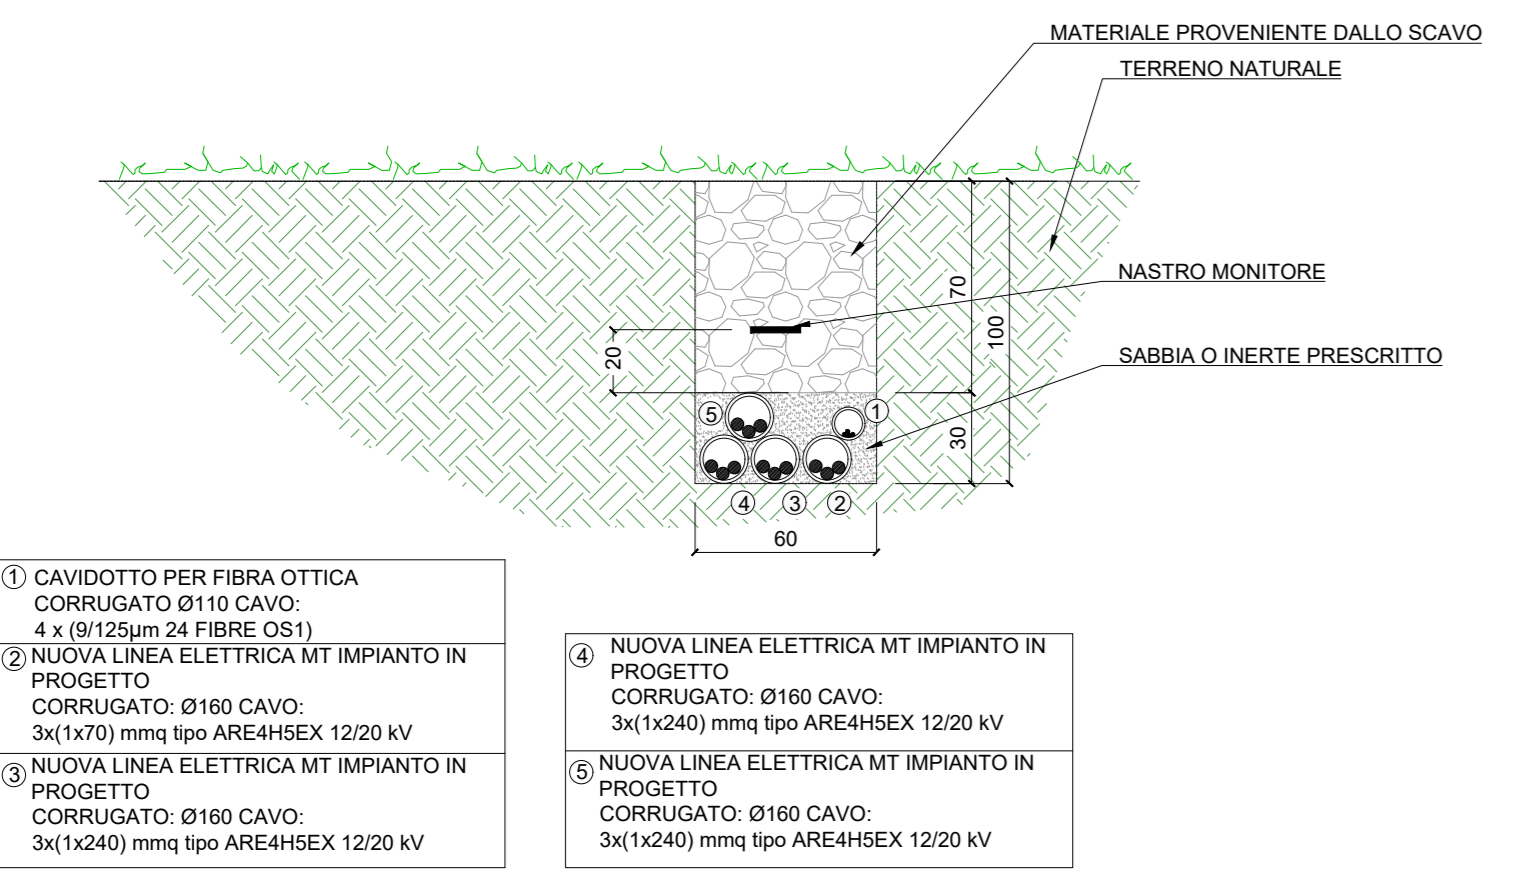 MATERIALE PROVENIENTE DALLO SCAVO
TERRENO NATURALE
NASTRO MONITORE
SABBIA O INERTE PRESCRITTO
70
100
20
30
5
1
4
3
2
60
1 CAVIDOTTO PER FIBRA OTTICA
CORRUGATO Ø110 CAVO:
4 x (9/125µm 24 FIBRE OS1)
2 NUOVA LINEA ELETTRICA MT IMPIANTO IN
PROGETTO
CORRUGATO: Ø160 CAVO:
3x(1x70) mmq tipo ARE4H5EX 12/20 kV
3 NUOVA LINEA ELETTRICA MT IMPIANTO IN
PROGETTO
CORRUGATO: Ø160 CAVO:
3x(1x240) mmq tipo ARE4H5EX 12/20 kV
4 NUOVA LINEA ELETTRICA MT IMPIANTO IN
PROGETTO
CORRUGATO: Ø160 CAVO:
3x(1x240) mmq tipo ARE4H5EX 12/20 kV
5 NUOVA LINEA ELETTRICA MT IMPIANTO IN
PROGETTO
CORRUGATO: Ø160 CAVO:
3x(1x240) mmq tipo ARE4H5EX 12/20 kV